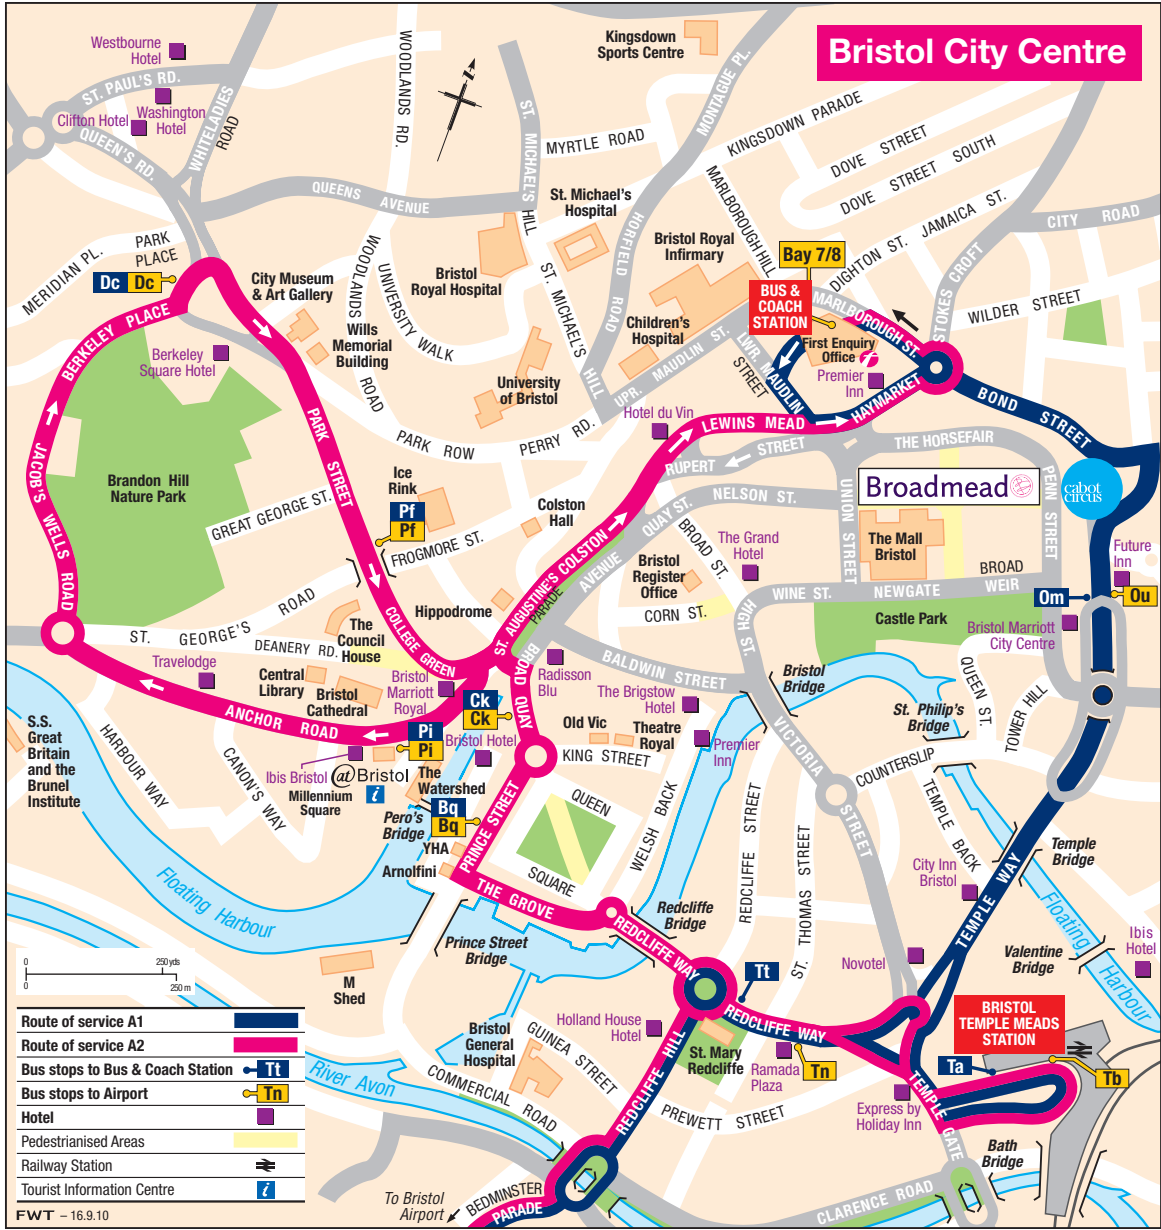 Bristol City Centre
Westbourne
Hotel
ST. PAUL'S RD.
Clifton Hotel
Washington
Hotel
QUEEN'S RD.
WHITELADIES
ROAD
WOODLANDS RD.
Kingsdown
Sports Centre
MONTAGUE PL.
ST. MICHAEL'S
HILL
MYRTLE ROAD
KINGSDOWN PARADE
DOVE STREET
DOVE STREET SOUTH
QUEENS AVENUE
St. Michael's
Hospital
HORFIELD
ROAD
MARLBOROUGH HILL
DIGHTON ST.
JAMAICA ST.
CITY ROAD
STOKES CROFT
WILDER STREET
MERIDIAN PL.
PARK
PLACE
Dc
Dc
City Museum
& Art Gallery
WOODLANDS
ROAD
UNIVERSITY WALK
Bristol
Royal Hospital
ST. MICHAEL'S
HILL
Bristol Royal
Infirmary
Bay 7/8
BUS &
COACH
STATION
MARLBOROUGH ST.
First Enquiry
Office
Premier
Inn
BERKELEY PLACE
Berkeley
Square Hotel
Wills
Memorial
Building
University
of Bristol
Children's
Hospital
UPR. MAUDLIN ST.
LWR. MAUDLIN
STREET
HAYMARKET
BOND STREET
PARK
STREET
PARK ROW
PERRY RD.
Hotel du Vin
LEWINS MEAD
RUPERT STREET
THE HORSEFAIR
PENN STREET
NELSON ST.
UNION STREET
Broadmead
cabot
circus
JACOB'S WELLS ROAD
Brandon Hill
Nature Park
GREAT GEORGE ST.
Ice
Rink
Pf
Pf
FROGMORE ST.
Colston
Hall
QUAY ST.
BROAD ST.
The Grand
Hotel
The Mall
Bristol
Future
Inn
ST. AUGUSTINE'S
PARADE
COLSTON
AVENUE
Bristol
Register
Office
CORN ST.
HIGH ST.
WINE ST.
NEWGATE
BROAD
WEIR
Om
Ou
Castle Park
Bristol Marriott
City Centre
ST. GEORGE'S ROAD
DEANERY RD.
The
Council
House
COLLEGE GREEN
Hippodrome
BROAD QUAY
BALDWIN STREET
Radisson
Blu
Travelodge
Central
Library
Bristol
Cathedral
Bristol
Marriott
Royal
Ck
Ck
The Brigstow
Hotel
Bristol
Bridge
QUEEN ST.
TOWER HILL
St. Philip's
Bridge
ANCHOR ROAD
Pi
Pi
Bristol Hotel
Old Vic
Theatre
Royal
Premier
Inn
VICTORIA
STREET
COUNTERSLIP
S.S.
Great
Britain
and the
Brunel
Institute
HARBOUR WAY
CANON'S WAY
Ibis Bristol
@Bristol
Millennium
Square
i
The
Watershed
KING STREET
TEMPLE BACK
Pero's
Bridge
Bq
Bq
YHA
Arnolfini
PRINCE STREET
QUEEN
SQUARE
WELSH BACK
REDCLIFFE STREET
ST. THOMAS STREET
City Inn
Bristol
Temple
Bridge
TEMPLE WAY
Floating Harbour
THE GROVE
Redcliffe
Bridge
REDCLIFFE WAY
Floating
Harbour
Valentine
Bridge
Ibis
Hotel
Prince Street
Bridge
Novotel
0
250 yds
0
250 m
M
Shed
Tt
REDCLIFFE WAY
BRISTOL
TEMPLE MEADS
STATION
Holland House
Hotel
Bristol
General
Hospital
GUINEA STREET
REDCLIFFE HILL
St. Mary
Redcliffe
Ramada
Plaza
Tn
Ta
Tb
Express by
Holiday Inn
TEMPLE GATE
River Avon
COMMERCIAL ROAD
PREWETT STREET
Bath
Bridge
CLARENCE ROAD
To Bristol
Airport
BEDMINSTER
PARADE
Route of service A1
Route of service A2
Bus stops to Bus & Coach Station
Tt
Bus stops to Airport
Tn
Hotel
Pedestrianised Areas
Railway Station
Tourist Information Centre
i
FWT – 16.9.10